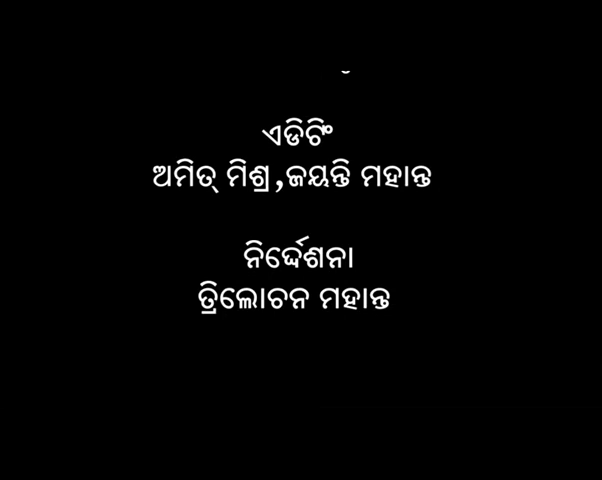 ଏଡିଟିଂ
ଅମିତ୍ ମିଶ୍ର,ଜୟନ୍ତି ମହାନ୍ତ
ନିର୍ଦ୍ଦେଶନା
ତ୍ରିଲୋଚନ ମହାନ୍ତ